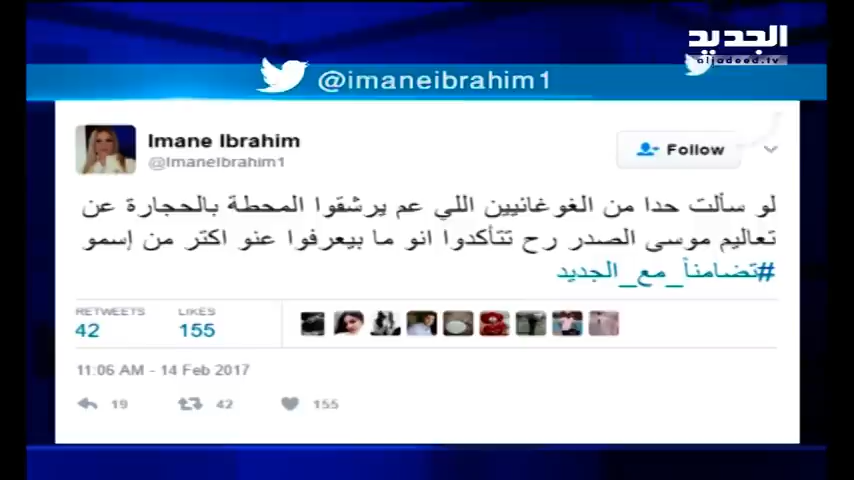 الجديد
aljadeed.tv
@imaneibrahim1
Imane Ibrahim
@ImaneIbrahim1
Follow
لو سألت حدا من الغوغانيين اللي عم يرشقوا المحطة بالحجارة عن
تعاليم موسى الصدر رح تتأكدوا انو ما بيعرفوا عنو اكتر من إسمو
#تضامناً_مع_الجديد
RETWEETS LIKES
42 155
11:06 AM - 14 Feb 2017
19 42 155